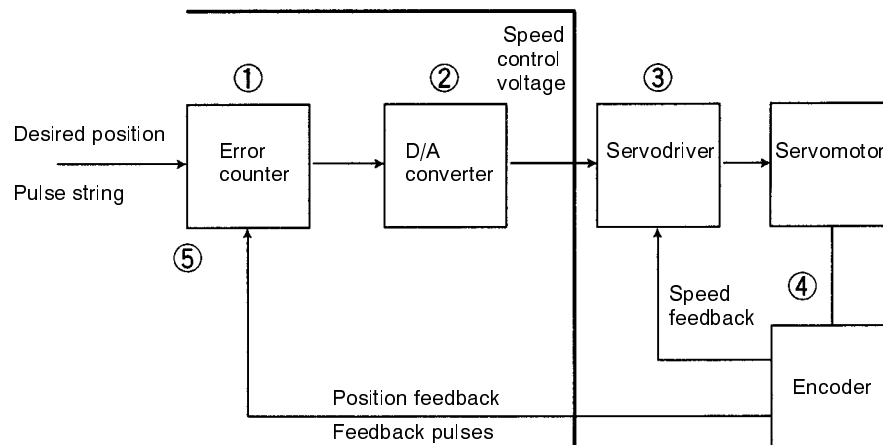 Speed
control
voltage
①
②
③
Desired position
Pulse string
Error
counter
D/A
converter
Servodriver
Servomotor
⑤
④
Speed
feedback
Encoder
Position feedback
Feedback pulses